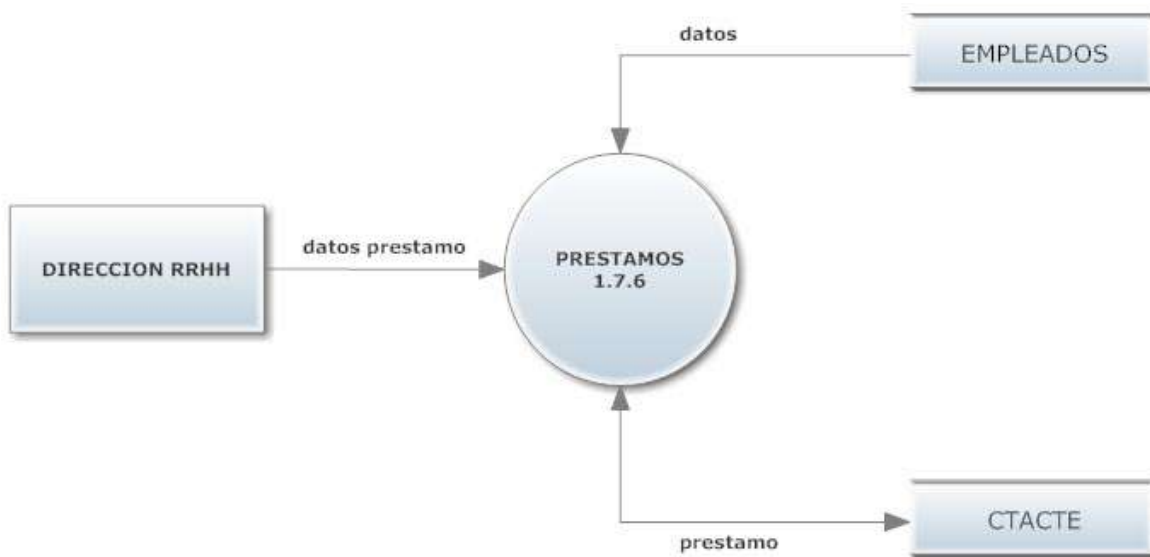 datos
EMPLEADOS
DIRECCION RRHH
datos prestamo
PRESTAMOS
1.7.6
CTACTE
prestamo